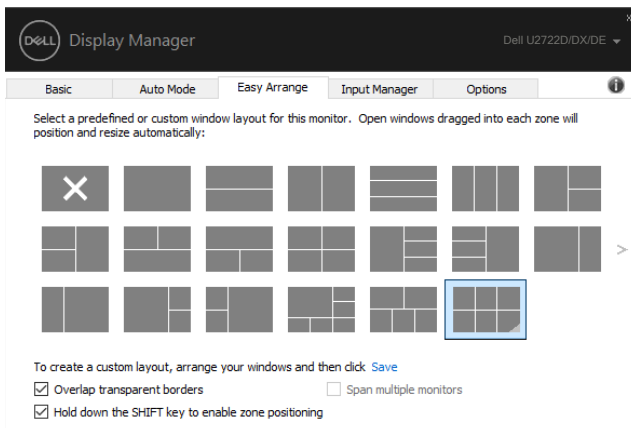 DELL Display Manager
Dell U2722D/DX/DE
Basic Auto Mode Easy Arrange Input Manager Options
Select a predefined or custom window layout for this monitor. Open windows dragged into each zone will
position and resize automatically:
To create a custom layout, arrange your windows and then click Save
Overlap transparent borders
Span multiple monitors
Hold down the SHIFT key to enable zone positioning